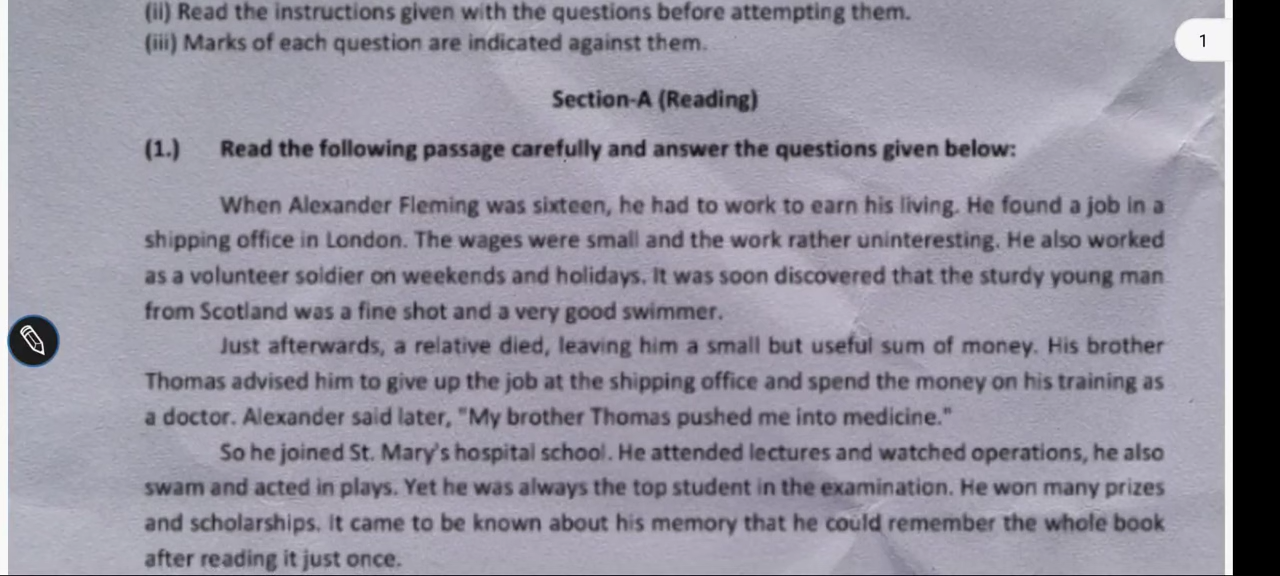 (ii) Read the instructions given with the questions before attempting them.
(iii) Marks of each question are indicated against them.
1
Section-A (Reading)
(1.) Read the following passage carefully and answer the questions given below:
When Alexander Fleming was sixteen, he had to work to earn his living. He found a job in a
shipping office in London. The wages were small and the work rather uninteresting. He also worked
as a volunteer soldier on weekends and holidays. It was soon discovered that the sturdy young man
from Scotland was a fine shot and a very good swimmer.
Just afterwards, a relative died, leaving him a small but useful sum of money. His brother
Thomas advised him to give up the job at the shipping office and spend the money on his training as
a doctor. Alexander said later, "My brother Thomas pushed me into medicine."
So he joined St. Mary's hospital school. He attended lectures and watched operations, he also
swam and acted in plays. Yet he was always the top student in the examination. He won many prizes
and scholarships. It came to be known about his memory that he could remember the whole book
after reading it just once.